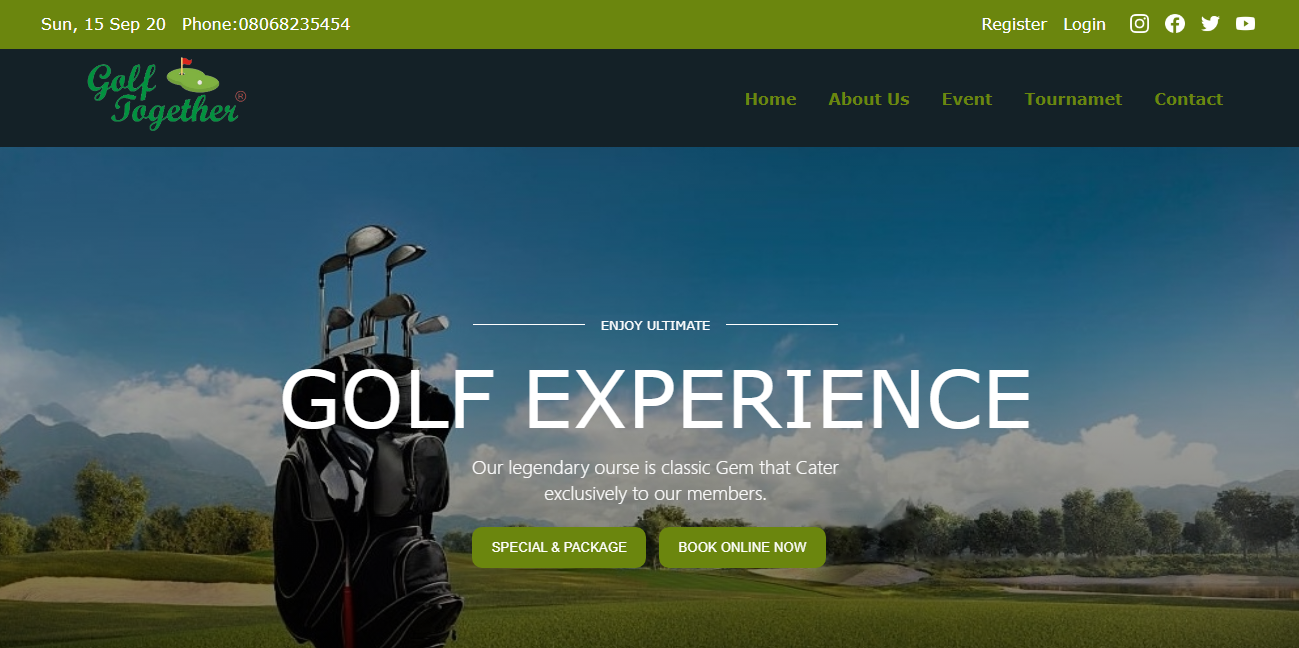 Sun, 15 Sep 20 Phone:08068235454 Register Login
Golf
Together ®
Home About Us Event Tournamet Contact
ENJOY ULTIMATE
GOLF EXPERIENCE
Our legendary ourse is classic Gem that Cater
exclusively to our members.
SPECIAL & PACKAGE BOOK ONLINE NOW